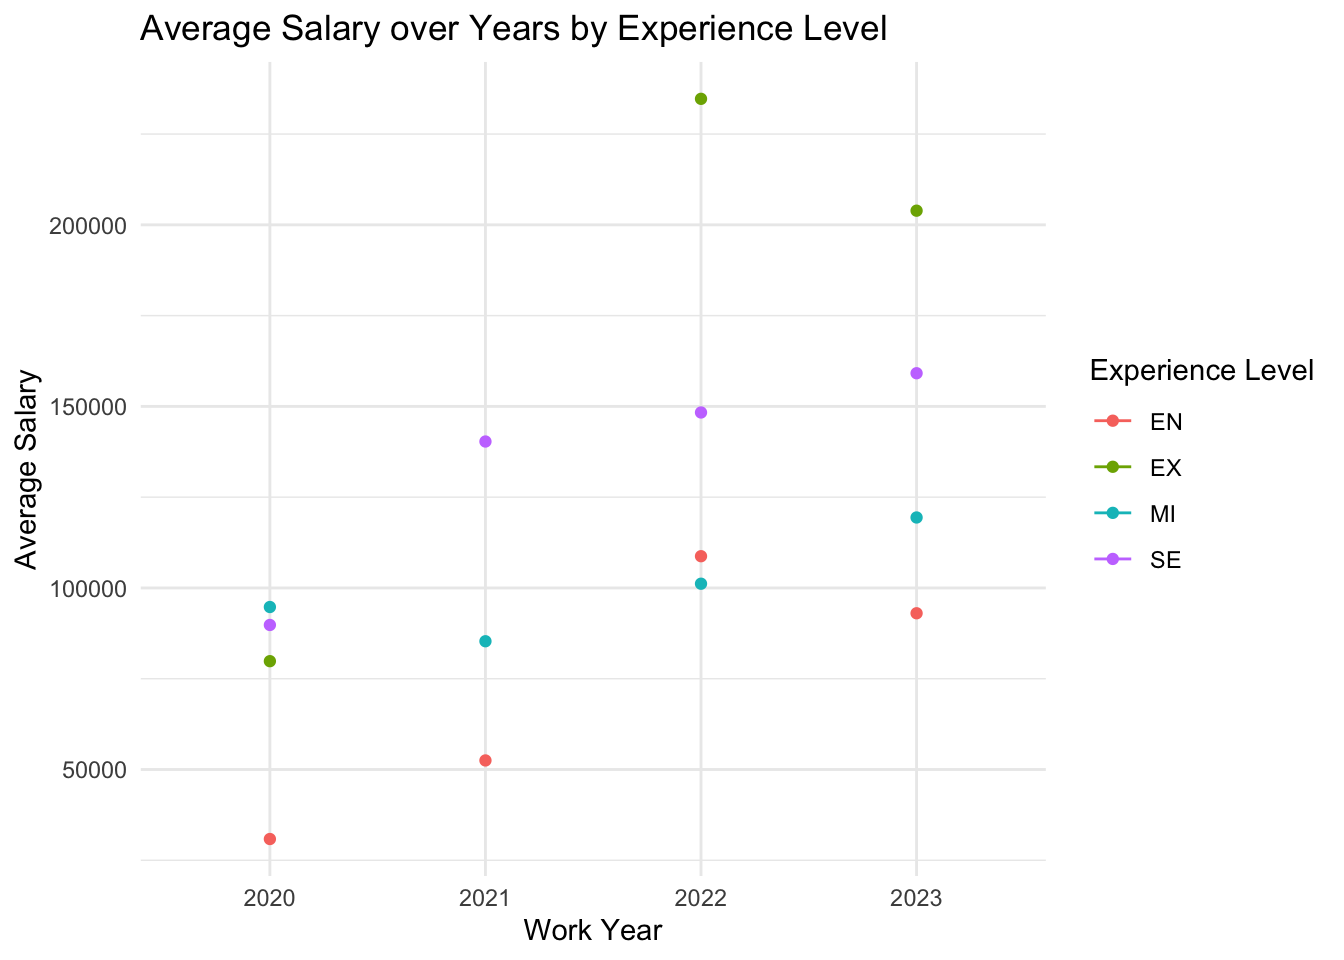 Average Salary over Years by Experience Level
Average Salary
200000
150000
100000
50000
2020
2021
2022
2023
Work Year
Experience Level
EN
EX
MI
SE